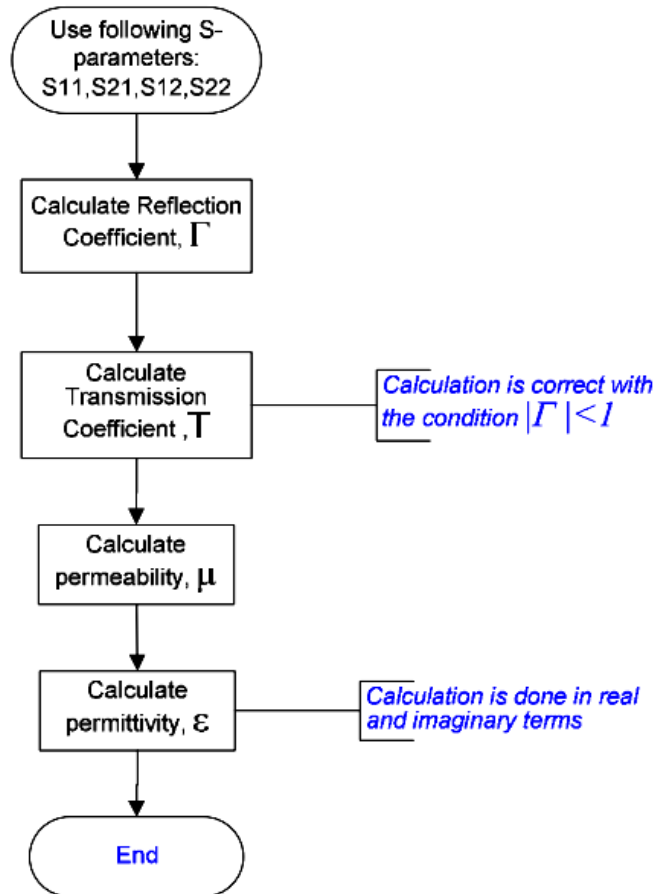 Use following S-
parameters:
S11,S21,S12,S22
Calculate Reflection
Coefficient, Γ
Calculate
Transmission
Coefficient ,T
Calculation is correct with
the condition |Γ|<1
Calculate
permeability, μ
Calculate
permittivity, ε
Calculation is done in real
and imaginary terms
End